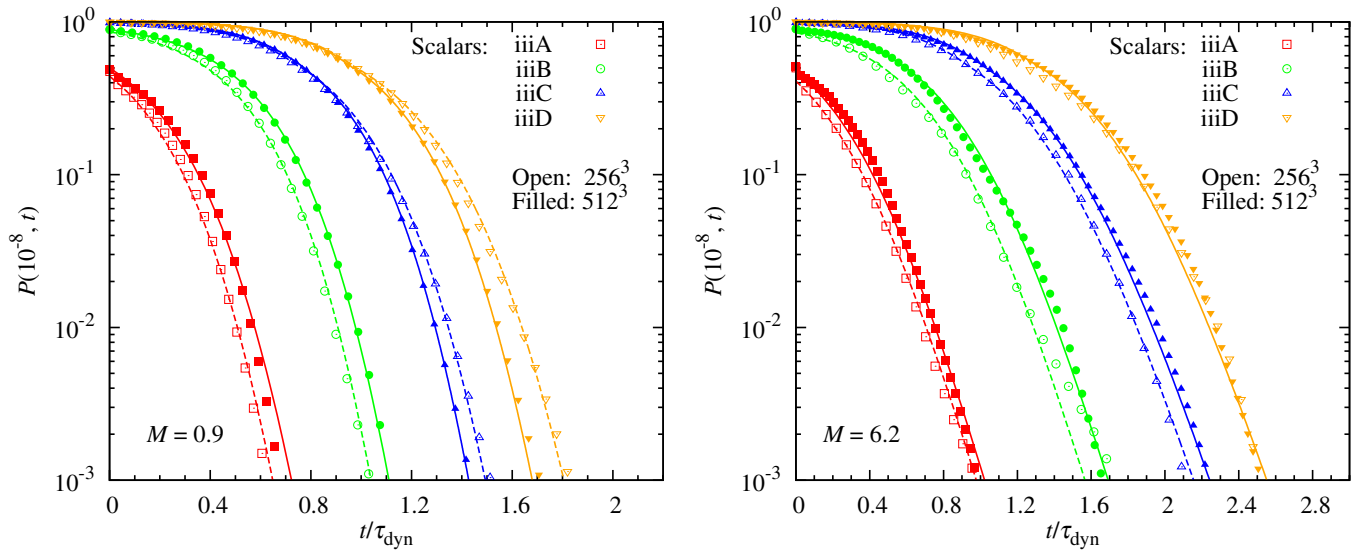 10^0
10^-1
10^-2
10^-3
P(10^-8, t)
Scalars: iiiA
iiiB
iiiC
iiiD
Open: 256^3
Filled: 512^3
M = 0.9
0 0.4 0.8 1.2 1.6 2
t/τ_dyn
10^0
10^-1
10^-2
10^-3
P(10^-8, t)
Scalars: iiiA
iiiB
iiiC
iiiD
Open: 256^3
Filled: 512^3
M = 6.2
0 0.4 0.8 1.2 1.6 2 2.4 2.8
t/τ_dyn